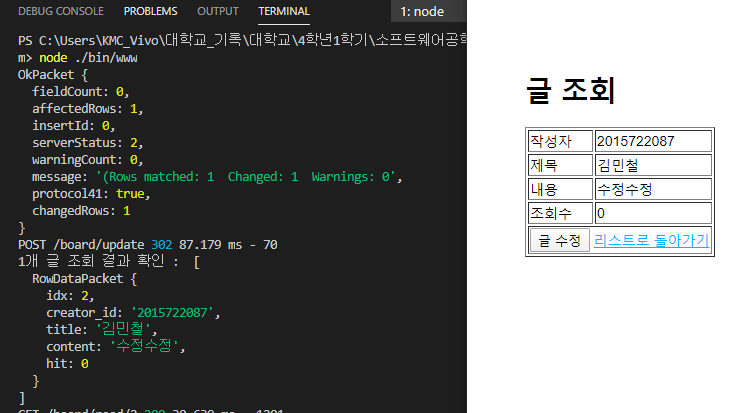 DEBUG CONSOLE PROBLEMS OUTPUT TERMINAL 1: node
PS C:\Users\KMC_Vivo\대학교_기록\대학교\4학년1학기\소프트웨어공학
m> node ./bin/www
OkPacket {
fieldCount: 0,
affectedRows: 1,
insertId: 0,
serverStatus: 2,
warningCount: 0,
message: '(Rows matched: 1 Changed: 1 Warnings: 0',
protocol41: true,
changedRows: 1
}
POST /board/update 302 87.179 ms - 70
1개 글 조회 결과 확인 : [
RowDataPacket {
idx: 2,
creator_id: '2015722087',
title: '김민철',
content: '수정수정',
hit: 0
}
]
글 조회
작성자 2015722087
제목 김민철
내용 수정수정
조회수 0
글 수정 리스트로 돌아가기